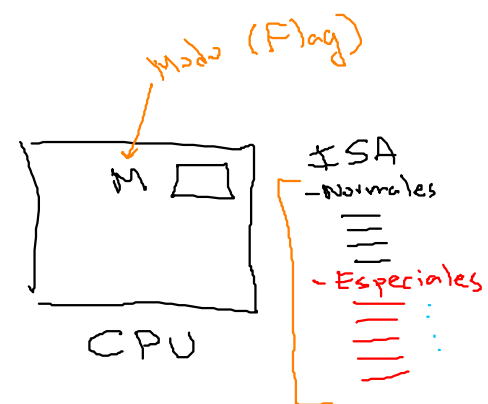 Modo (Flag)
M
ISA
- Normales
- Especiales
CPU